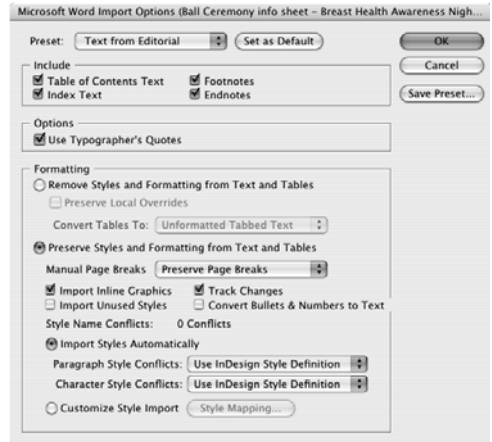 Microsoft Word Import Options (Ball Ceremony info sheet – Breast Health Awareness Nigh...
Preset: Text from Editorial Set as Default OK
Include Cancel
Table of Contents Text Footnotes
Index Text Endnotes Save Preset...
Options
Use Typographer's Quotes
Formatting
Remove Styles and Formatting from Text and Tables
Preserve Local Overrides
Convert Tables To: Unformatted Tabbed Text
Preserve Styles and Formatting from Text and Tables
Manual Page Breaks Preserve Page Breaks
Import Inline Graphics Track Changes
Import Unused Styles Convert Bullets & Numbers to Text
Style Name Conflicts: 0 Conflicts
Import Styles Automatically
Paragraph Style Conflicts: Use InDesign Style Definition
Character Style Conflicts: Use InDesign Style Definition
Customize Style Import Style Mapping...